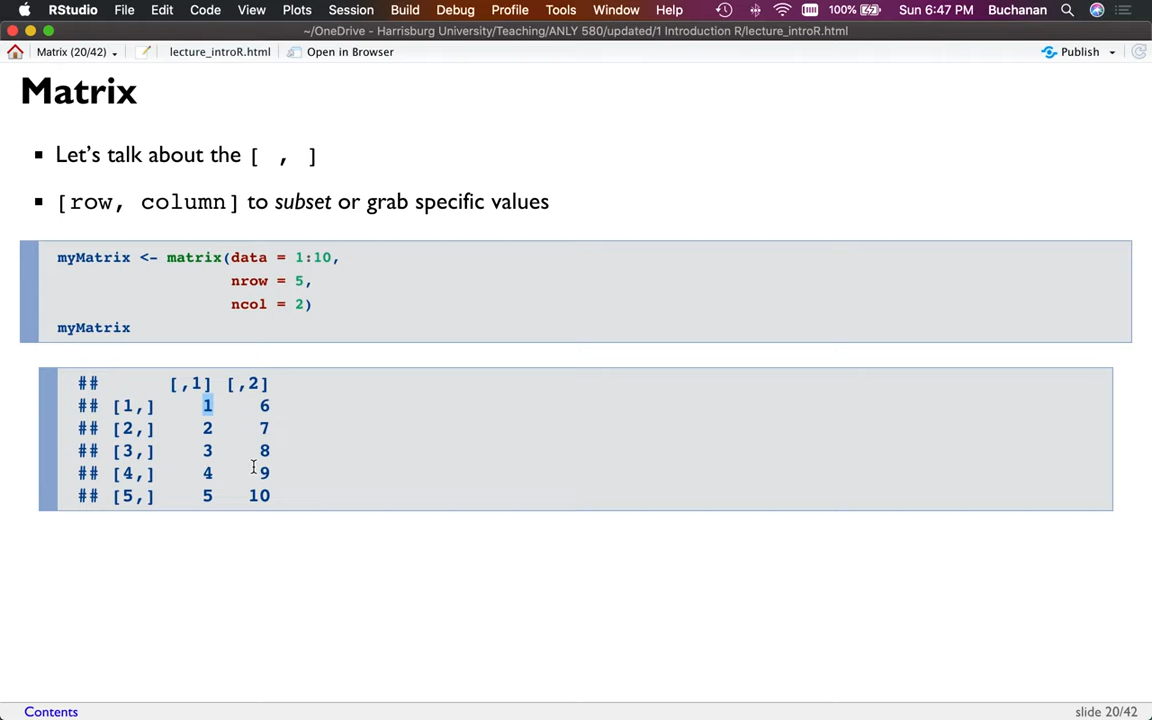 RStudio File Edit Code View Plots Session Build Debug Profile Tools Window Help 100% Sun 6:47 PM Buchanan
~/OneDrive - Harrisburg University/Teaching/ANLY 580/updated/1 Introduction R/lecture_introR.html
Matrix (20/42) lecture_introR.html Open in Browser Publish
Matrix
Let's talk about the [ , ]
[row, column] to subset or grab specific values
myMatrix <- matrix(data = 1:10,
nrow = 5,
ncol = 2)
myMatrix
## [,1] [,2]
## [1,] 1 6
## [2,] 2 7
## [3,] 3 8
## [4,] 4 9
## [5,] 5 10
Contents slide 20/42